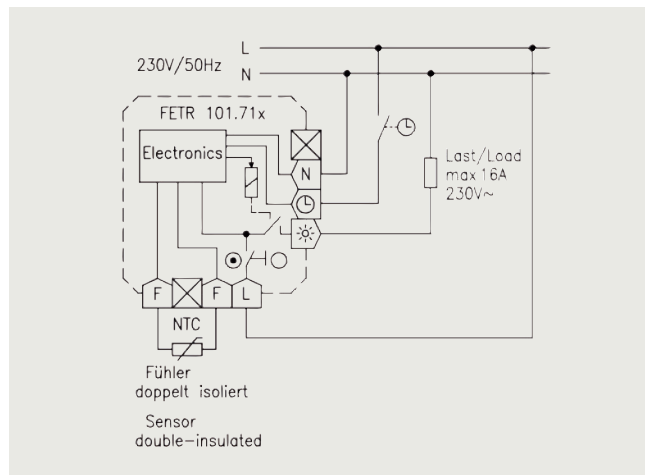 L
230V/50Hz
N
FETR 101.71x
Electronics
N
Last/Load
max 16A
230V~
F
F
L
NTC
Fühler
doppelt isoliert
Sensor
double-insulated